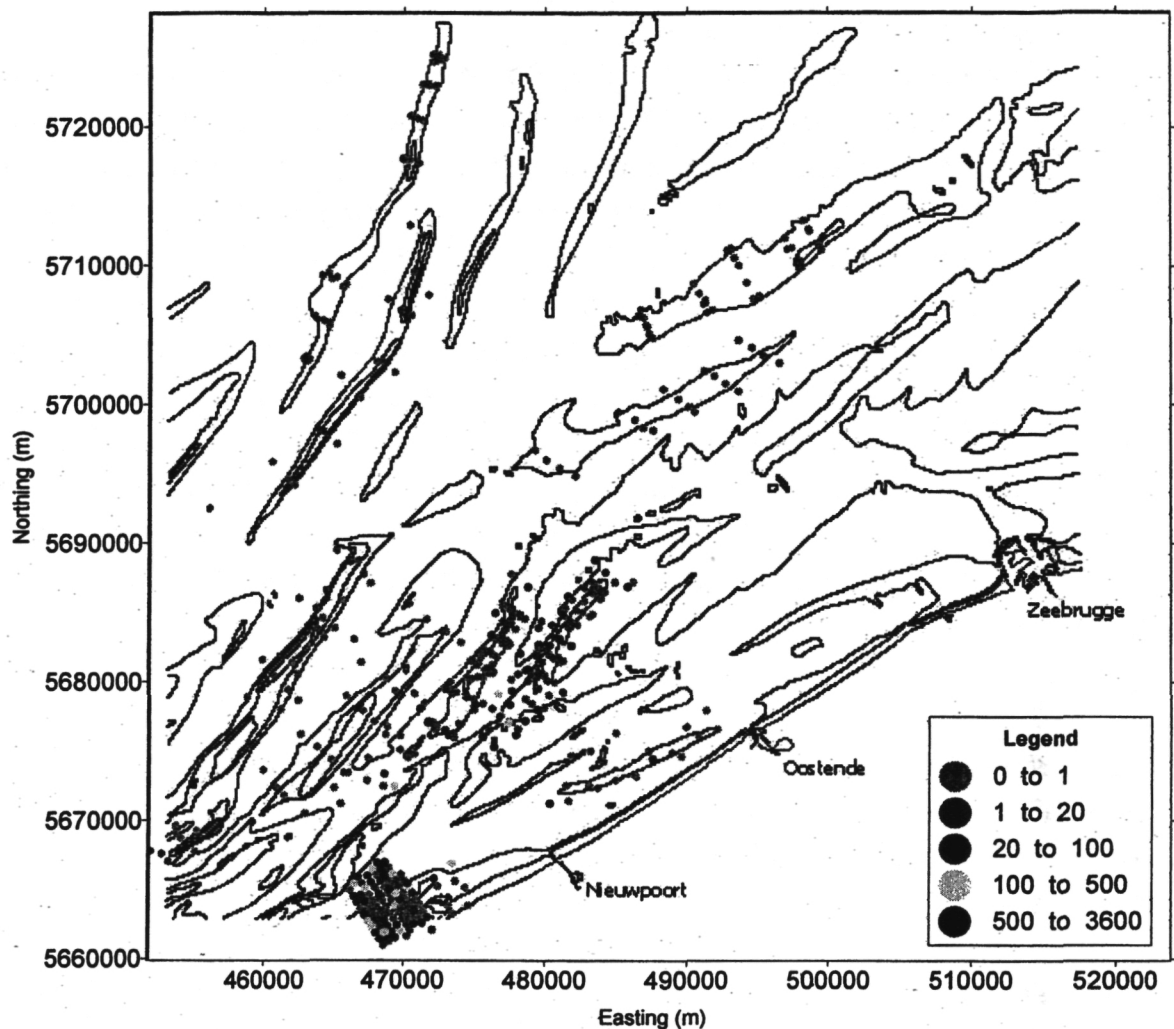 5720000
5710000
5700000
5690000
5680000
5670000
5660000
Northing (m)
Zeebrugge
Oostende
Nieuwpoort
Legend
0 to 1
1 to 20
20 to 100
100 to 500
500 to 3600
460000 470000 480000 490000 500000 510000 520000
Easting (m)